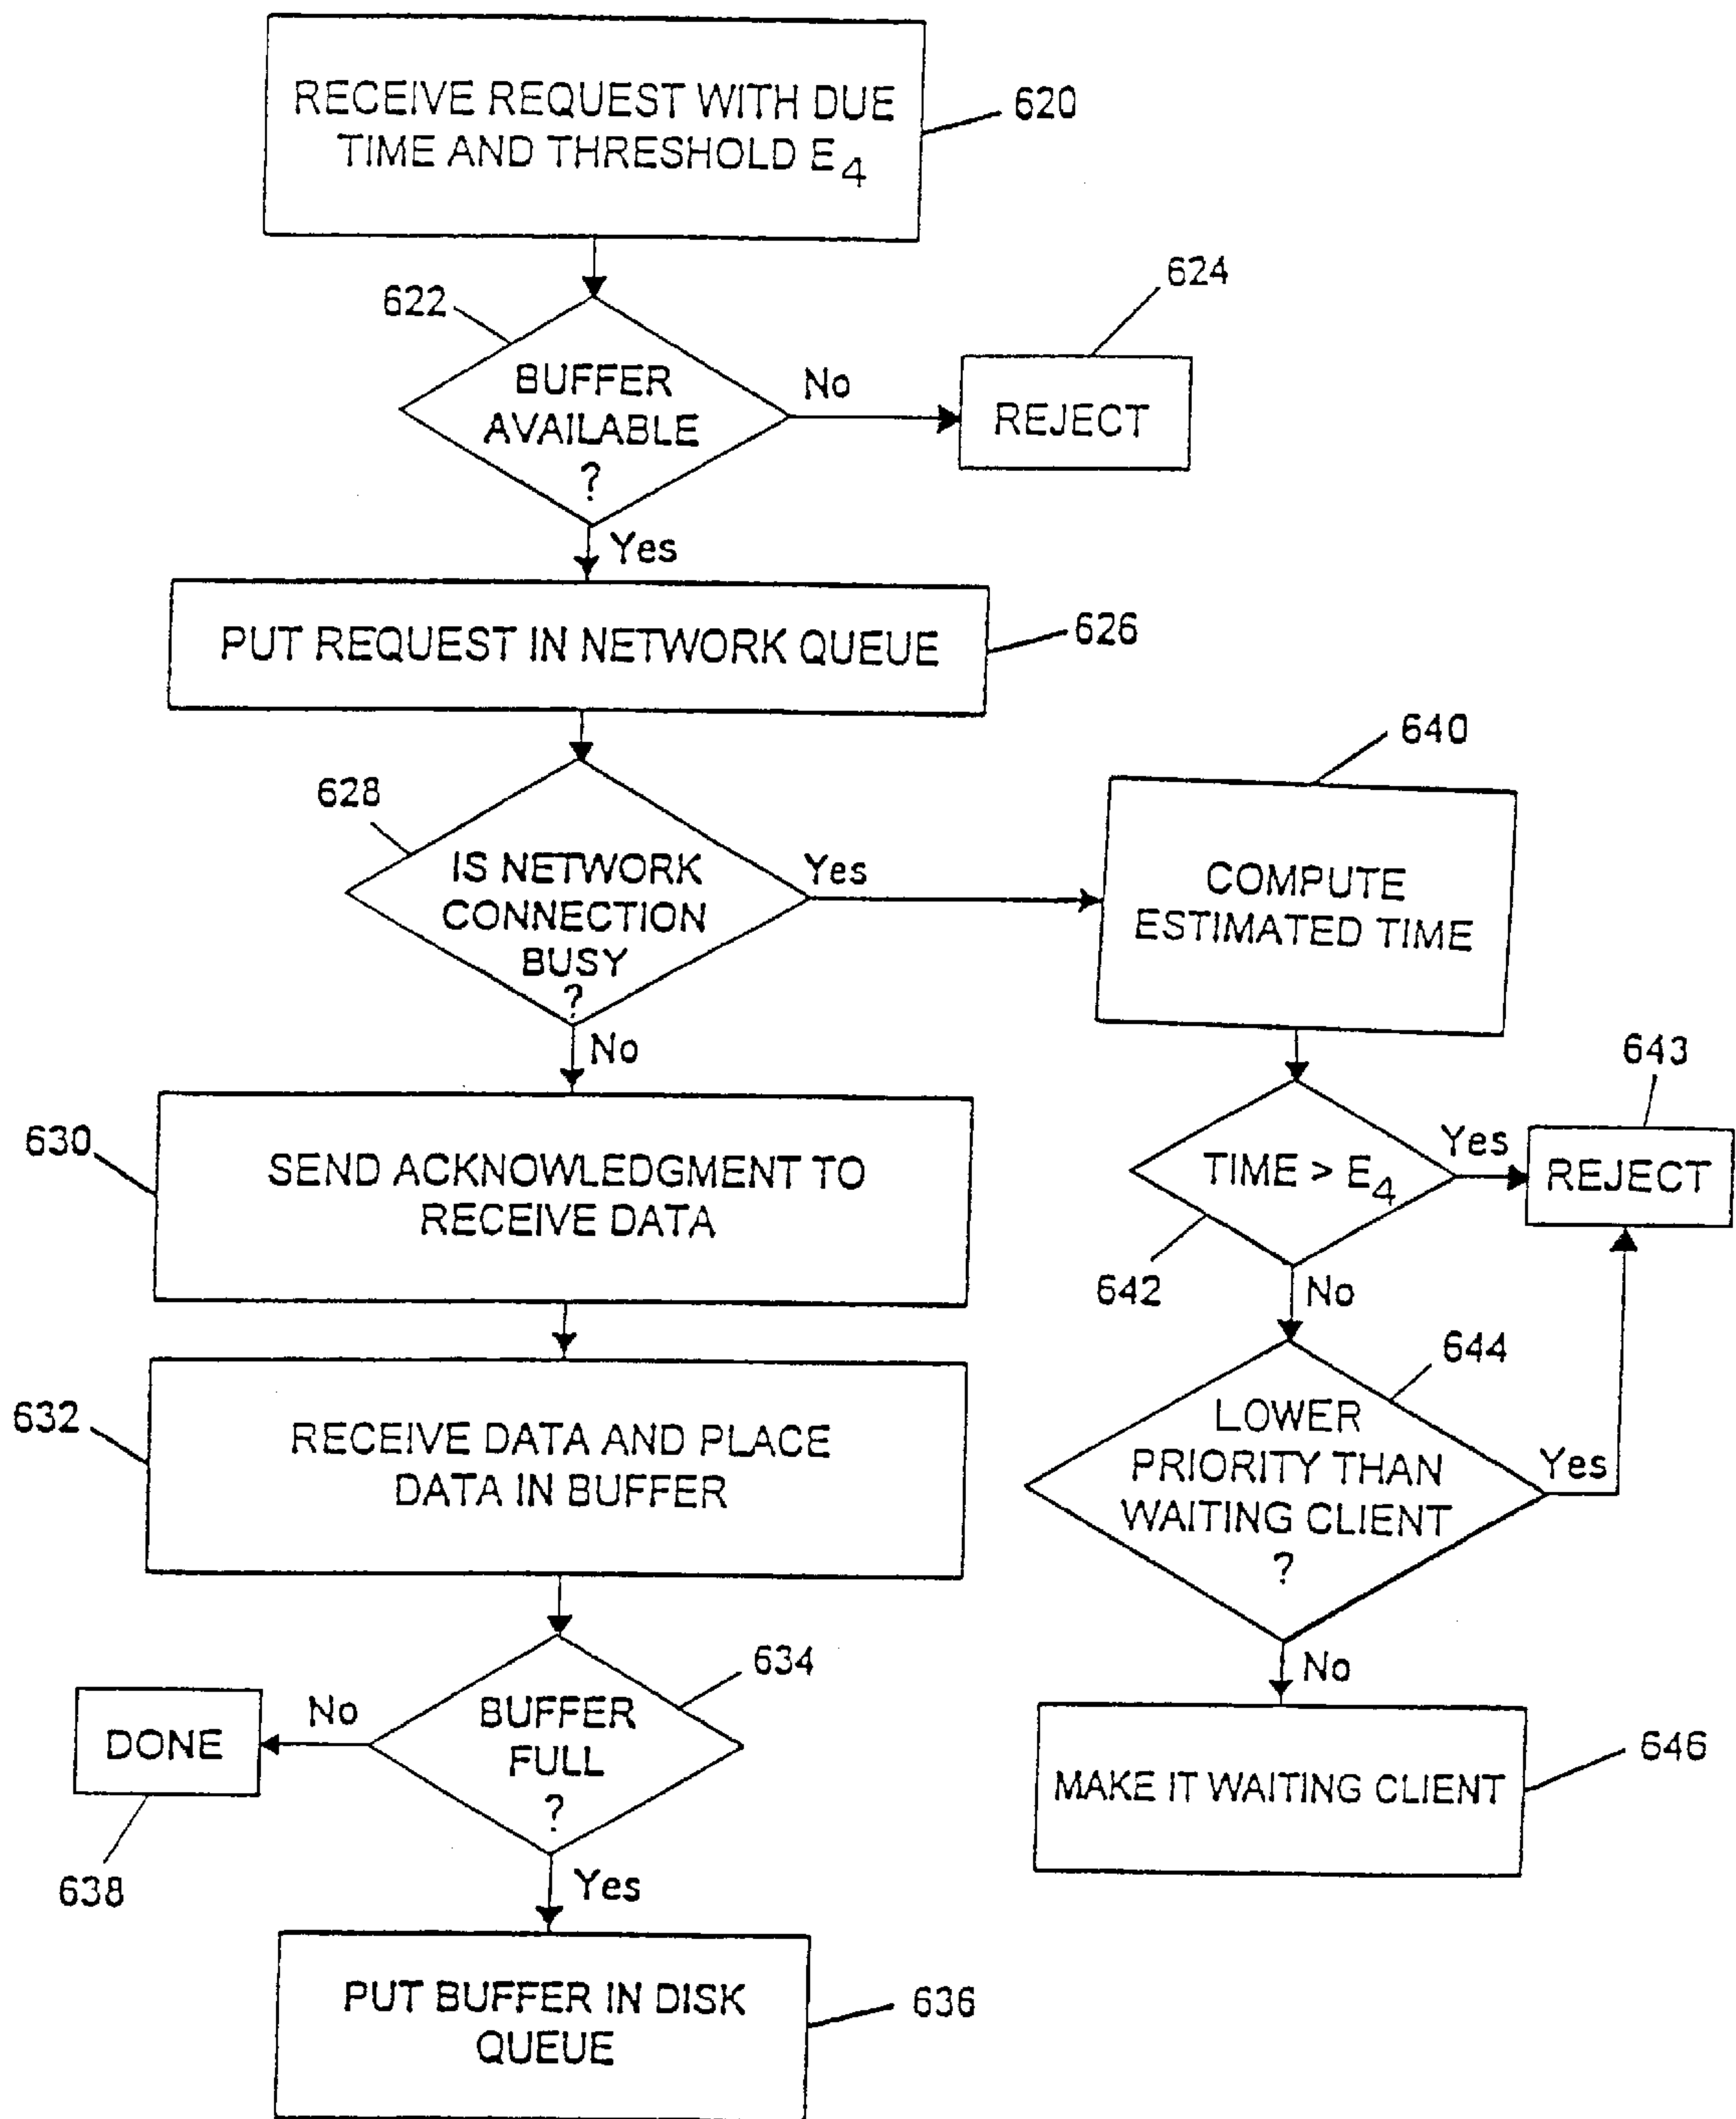 RECEIVE REQUEST WITH DUE
TIME AND THRESHOLD E4
620
622
BUFFER
AVAILABLE
?
No
624
REJECT
Yes
PUT REQUEST IN NETWORK QUEUE
626
628
IS NETWORK
CONNECTION
BUSY
?
Yes
640
COMPUTE
ESTIMATED TIME
No
630
SEND ACKNOWLEDGMENT TO
RECEIVE DATA
TIME > E4
642
Yes
643
REJECT
No
632
RECEIVE DATA AND PLACE
DATA IN BUFFER
644
LOWER
PRIORITY THAN
WAITING CLIENT
?
Yes
No
634
BUFFER
FULL
?
No
DONE
638
MAKE IT WAITING CLIENT
646
Yes
PUT BUFFER IN DISK
QUEUE
636